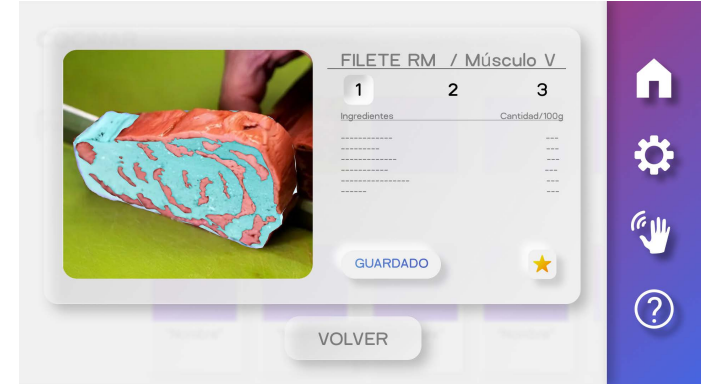 FILETE RM / Músculo V
1 2 3
Ingredientes Cantidad/100g
------------ ---
--------- ---
------------- ---
----------- ---
---------------- ---
------ ---
GUARDADO
VOLVER